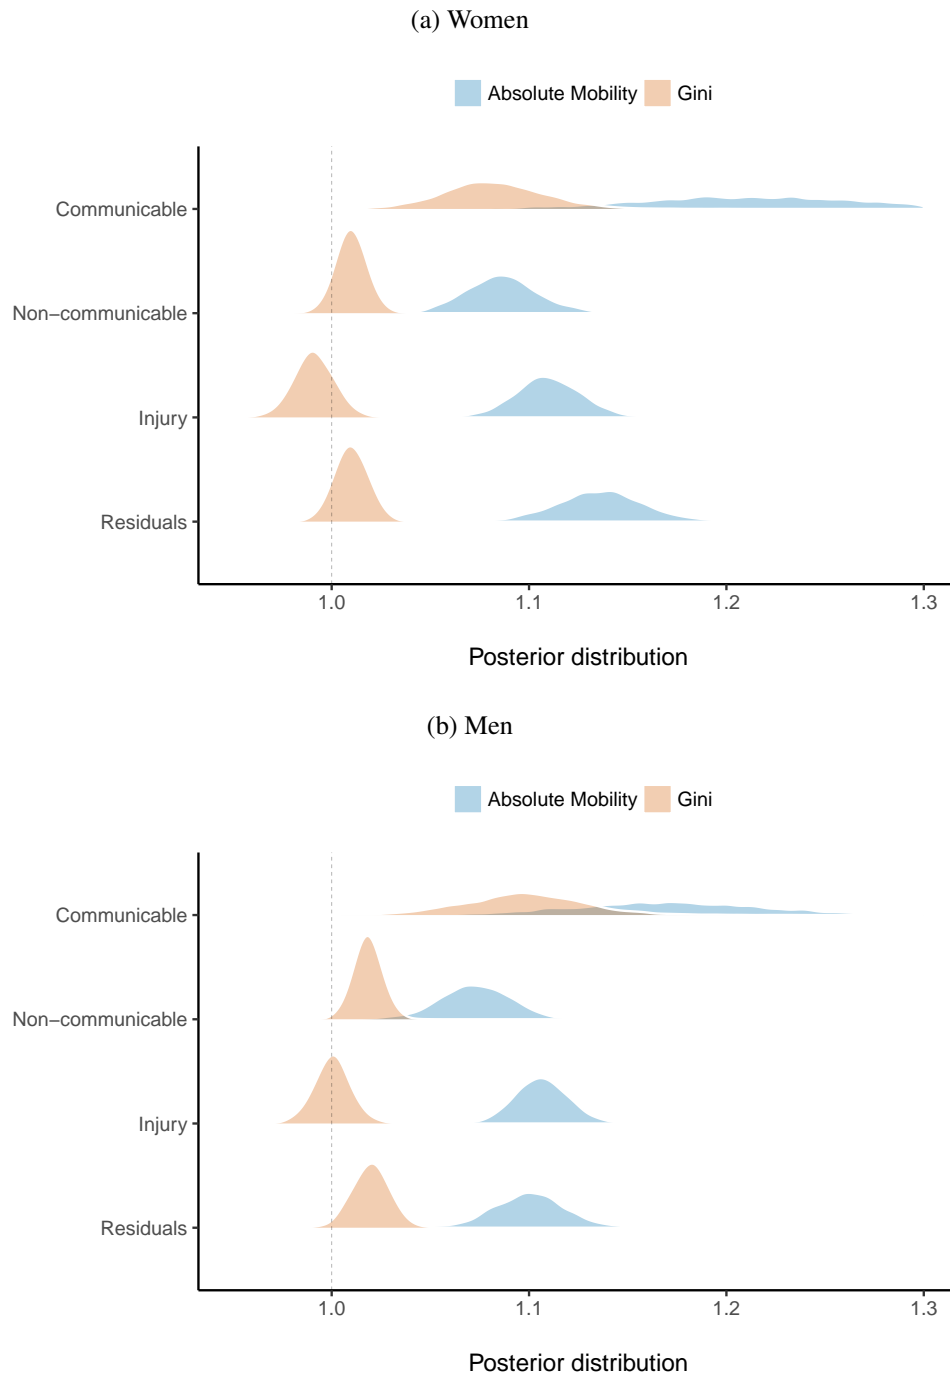 (a) Women
Absolute Mobility Gini
Communicable
Non−communicable
Injury
Residuals
1.0 1.1 1.2 1.3
Posterior distribution
(b) Men
Absolute Mobility Gini
Communicable
Non−communicable
Injury
Residuals
1.0 1.1 1.2 1.3
Posterior distribution